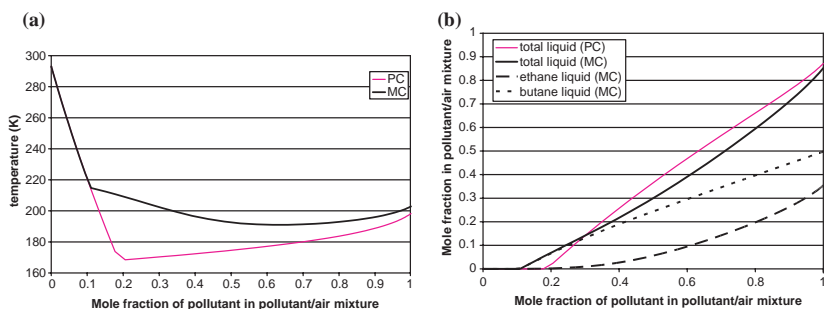 (a)
300
280
260
240
220
200
180
160
temperature (K)
PC
MC
0 0.1 0.2 0.3 0.4 0.5 0.6 0.7 0.8 0.9 1
Mole fraction of pollutant in pollutant/air mixture
(b)
1
0.9
0.8
0.7
0.6
0.5
0.4
0.3
0.2
0.1
0
Mole fraction in pollutant/air mixture
total liquid (PC)
total liquid (MC)
ethane liquid (MC)
butane liquid (MC)
0 0.2 0.4 0.6 0.8 1
Mole fraction of pollutant in pollutant/air mixture